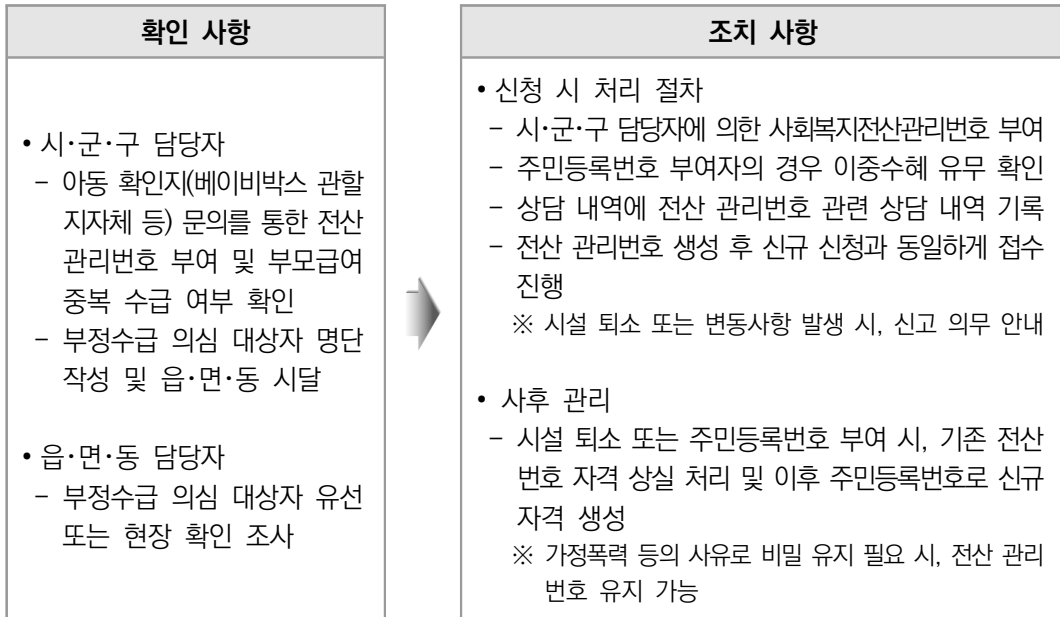 확인 사항
• 시·군·구 담당자
- 아동 확인지(베이비박스 관할
지자체 등) 문의를 통한 전산
관리번호 부여 및 부모급여
중복 수급 여부 확인
- 부정수급 의심 대상자 명단
작성 및 읍·면·동 시달
• 읍·면·동 담당자
- 부정수급 의심 대상자 유선
또는 현장 확인 조사
조치 사항
• 신청 시 처리 절차
- 시·군·구 담당자에 의한 사회복지전산관리번호 부여
- 주민등록번호 부여자의 경우 이중수혜 유무 확인
- 상담 내역에 전산 관리번호 관련 상담 내역 기록
- 전산 관리번호 생성 후 신규 신청과 동일하게 접수
진행
※ 시설 퇴소 또는 변동사항 발생 시, 신고 의무 안내
• 사후 관리
- 시설 퇴소 또는 주민등록번호 부여 시, 기존 전산
번호 자격 상실 처리 및 이후 주민등록번호로 신규
자격 생성
※ 가정폭력 등의 사유로 비밀 유지 필요 시, 전산 관리
번호 유지 가능